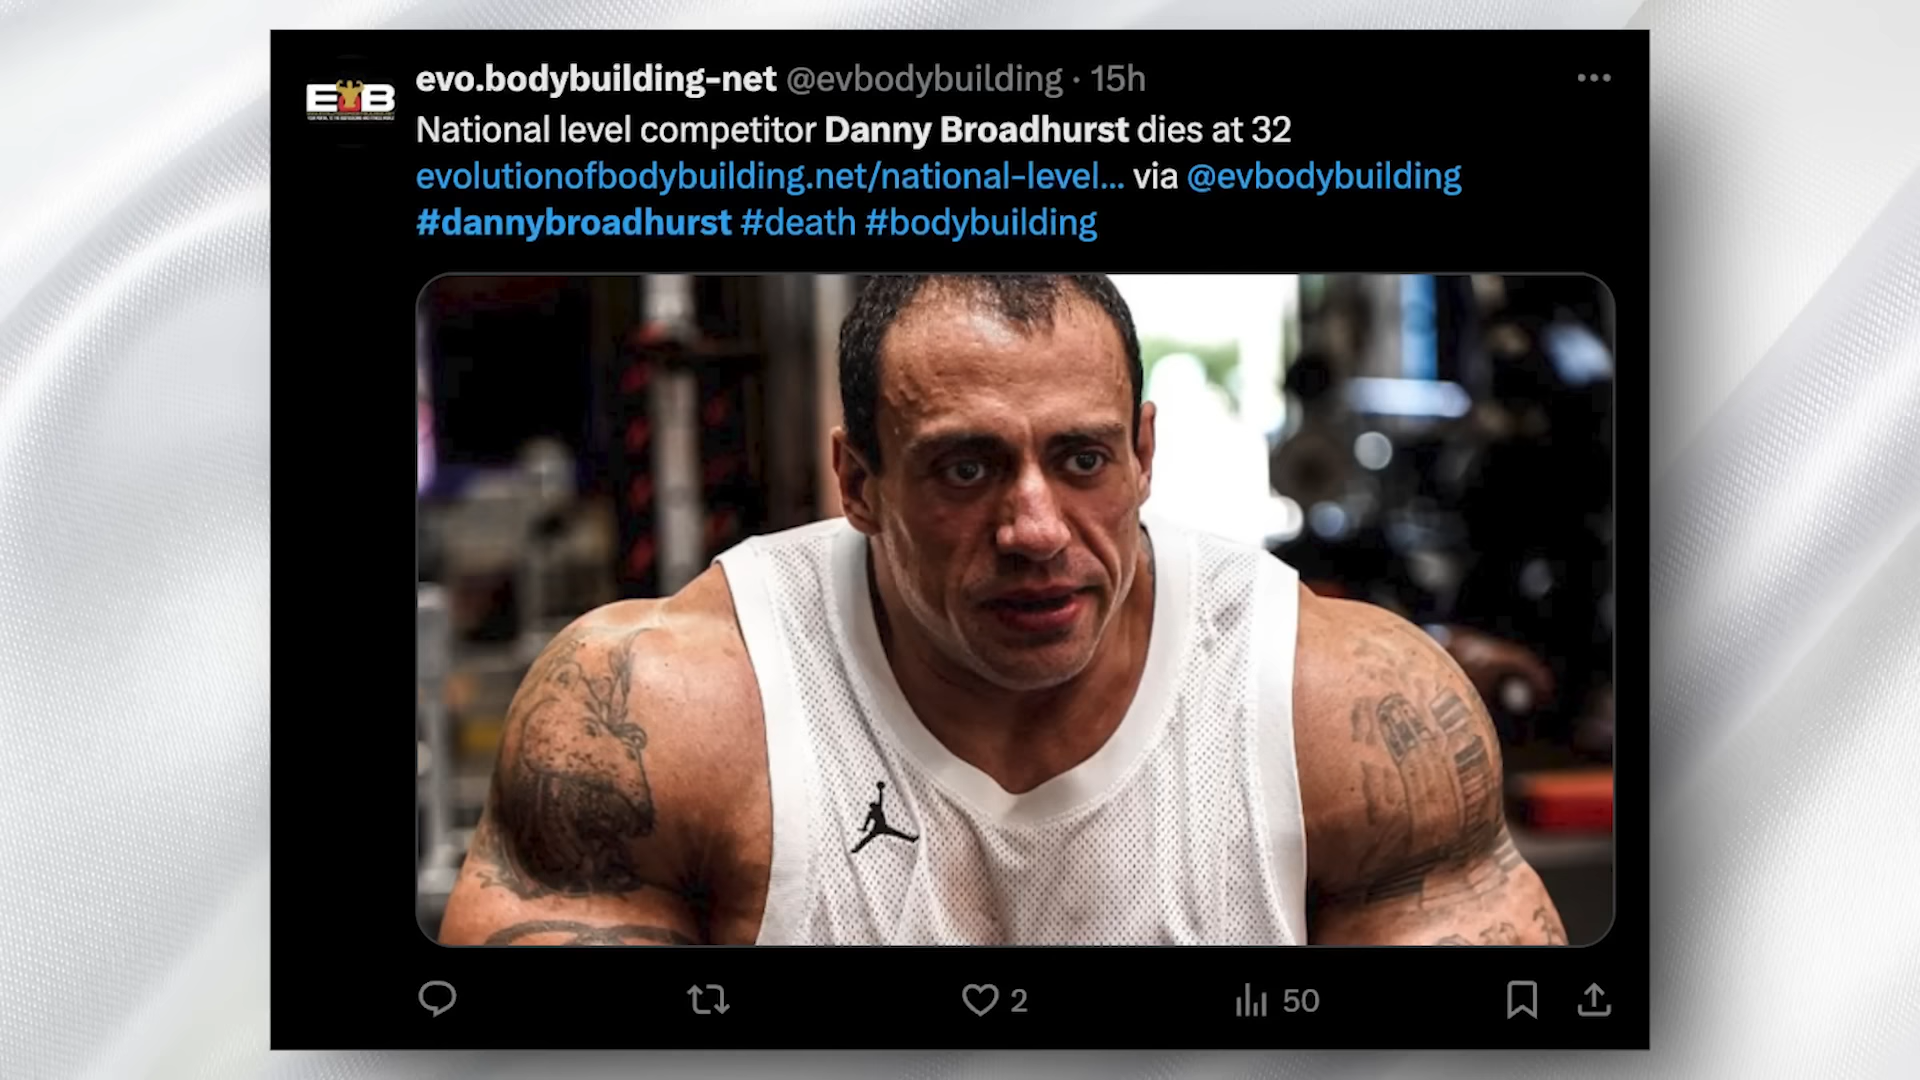 evo.bodybuilding-net @evbodybuilding · 15h
EVB
National level competitor Danny Broadhurst dies at 32
evolutionofbodybuilding.net/national-level... via @evbodybuilding
#dannybroadhurst #death #bodybuilding
2
50